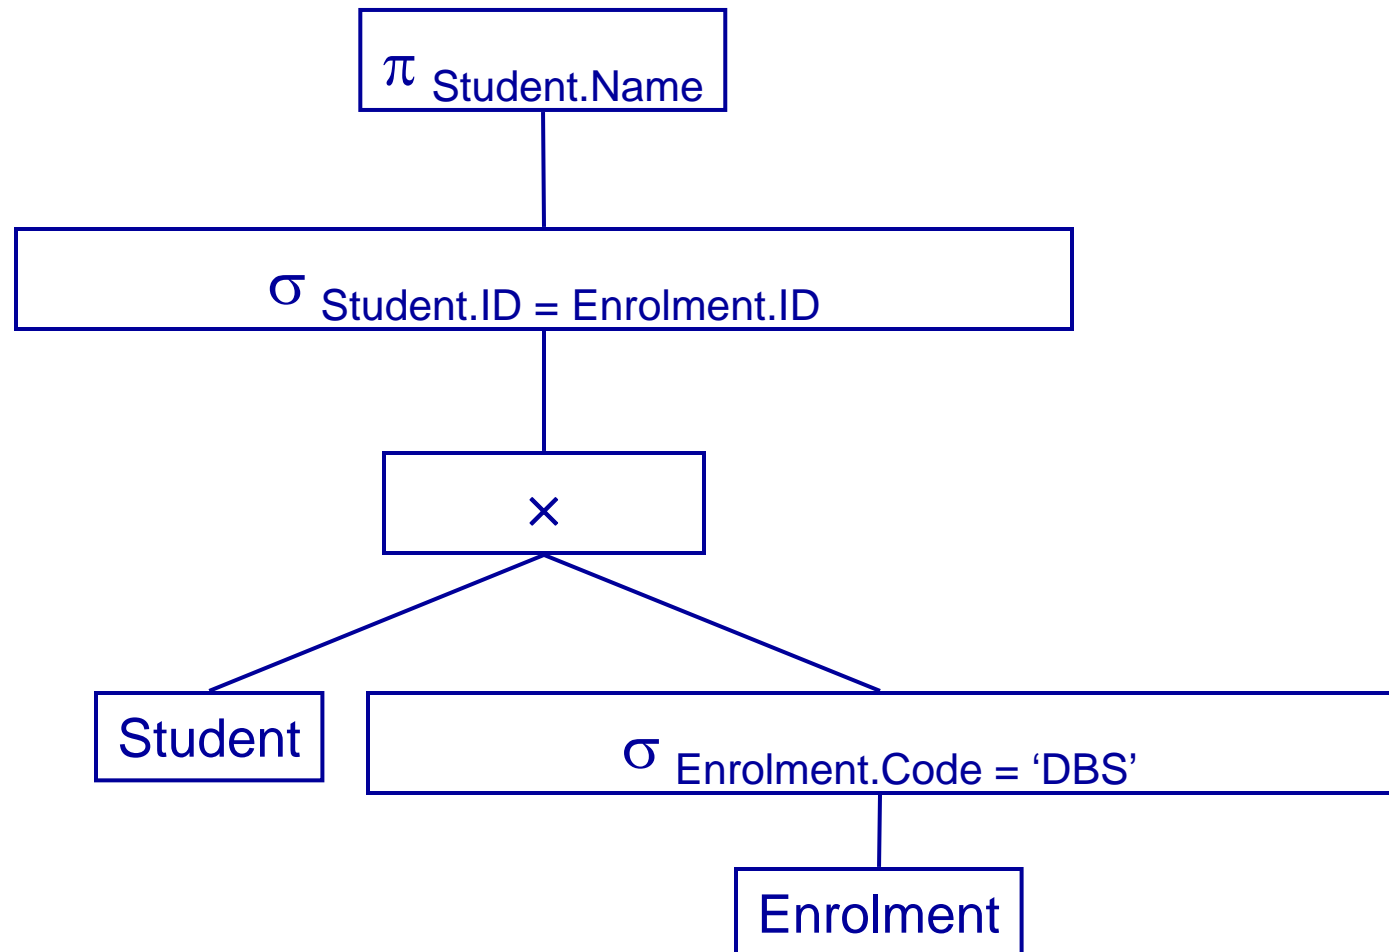 π Student.Name
σ Student.ID = Enrolment.ID
×
Student
σ Enrolment.Code = ‘DBS’
Enrolment